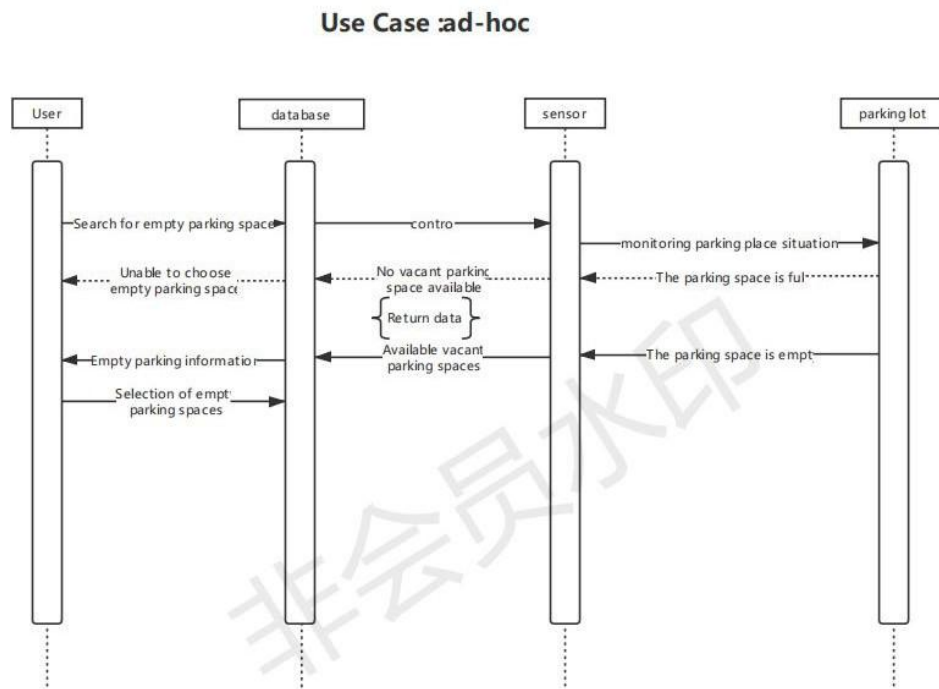 Use Case :ad-hoc
User
database
sensor
parking lot
Search for empty parking space
contro
monitoring parking place situation
Unable to choose
empty parking space
No vacant parking
space available
The parking space is ful
Return data
Empty parking information
Available vacant
parking spaces
The parking space is empt
Selection of empt
parking spaces
非会员水印